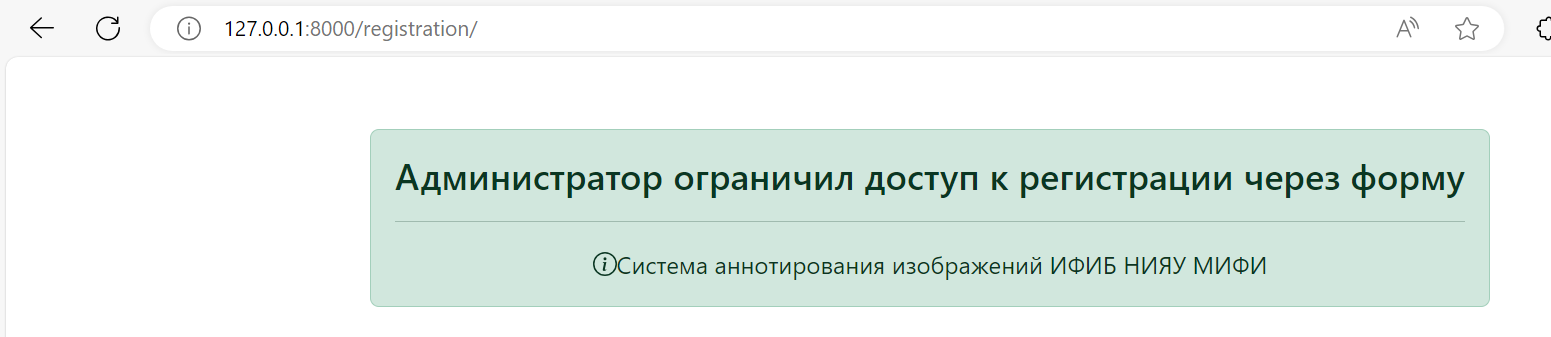 127.0.0.1:8000/registration/
Администратор ограничил доступ к регистрации через форму
Система аннотирования изображений ИФИБ НИЯУ МИФИ